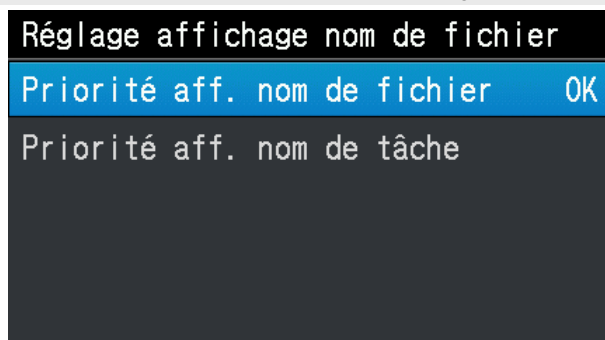 Réglage affichage nom de fichier
Priorité aff. nom de fichier OK
Priorité aff. nom de tâche